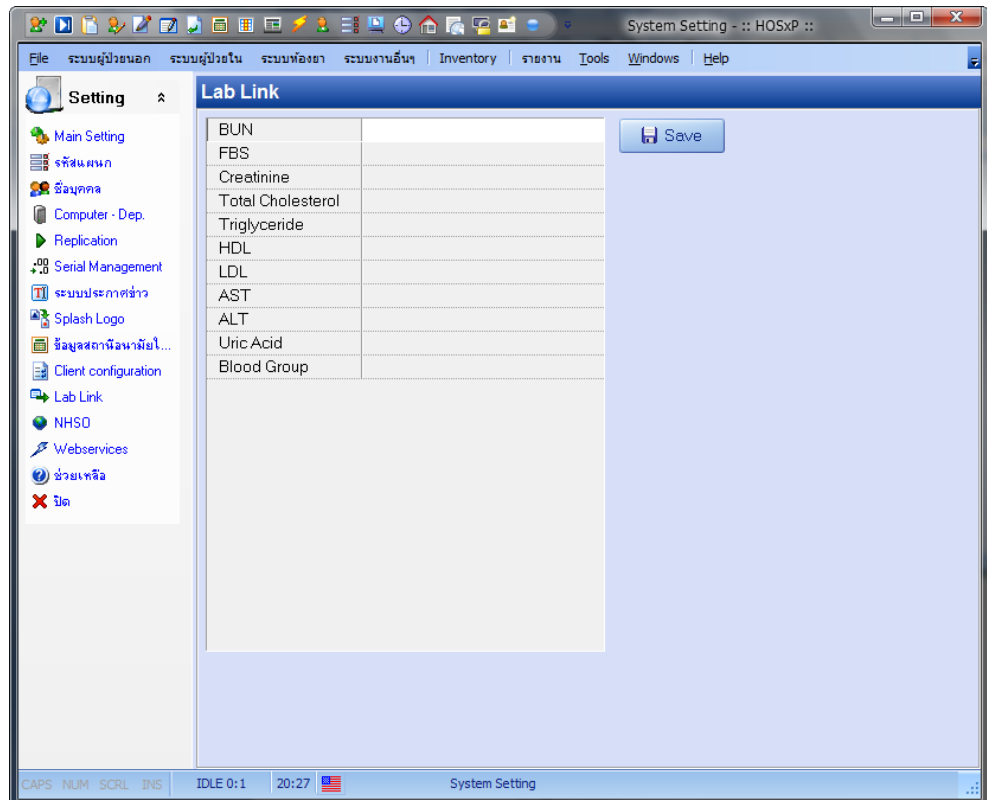 System Setting - :: HOSxP ::
File ระบบผู้ป่วยนอก ระบบผู้ป่วยใน ระบบห้องยา ระบบงานอื่นๆ Inventory รายงาน Tools Windows Help
Setting
Main Setting
รหัสแผนก
ชื่อบุคคล
Computer - Dep.
Replication
Serial Management
ระบบประกาศข่าว
Splash Logo
ข้อมูลสถานีอนามัยใ...
Client configuration
Lab Link
NHSO
Webservices
ช่วยเหลือ
ปิด
Lab Link
BUN
FBS
Creatinine
Total Cholesterol
Triglyceride
HDL
LDL
AST
ALT
Uric Acid
Blood Group
Save
CAPS NUM SCRL INS IDLE 0:1 20:27 System Setting